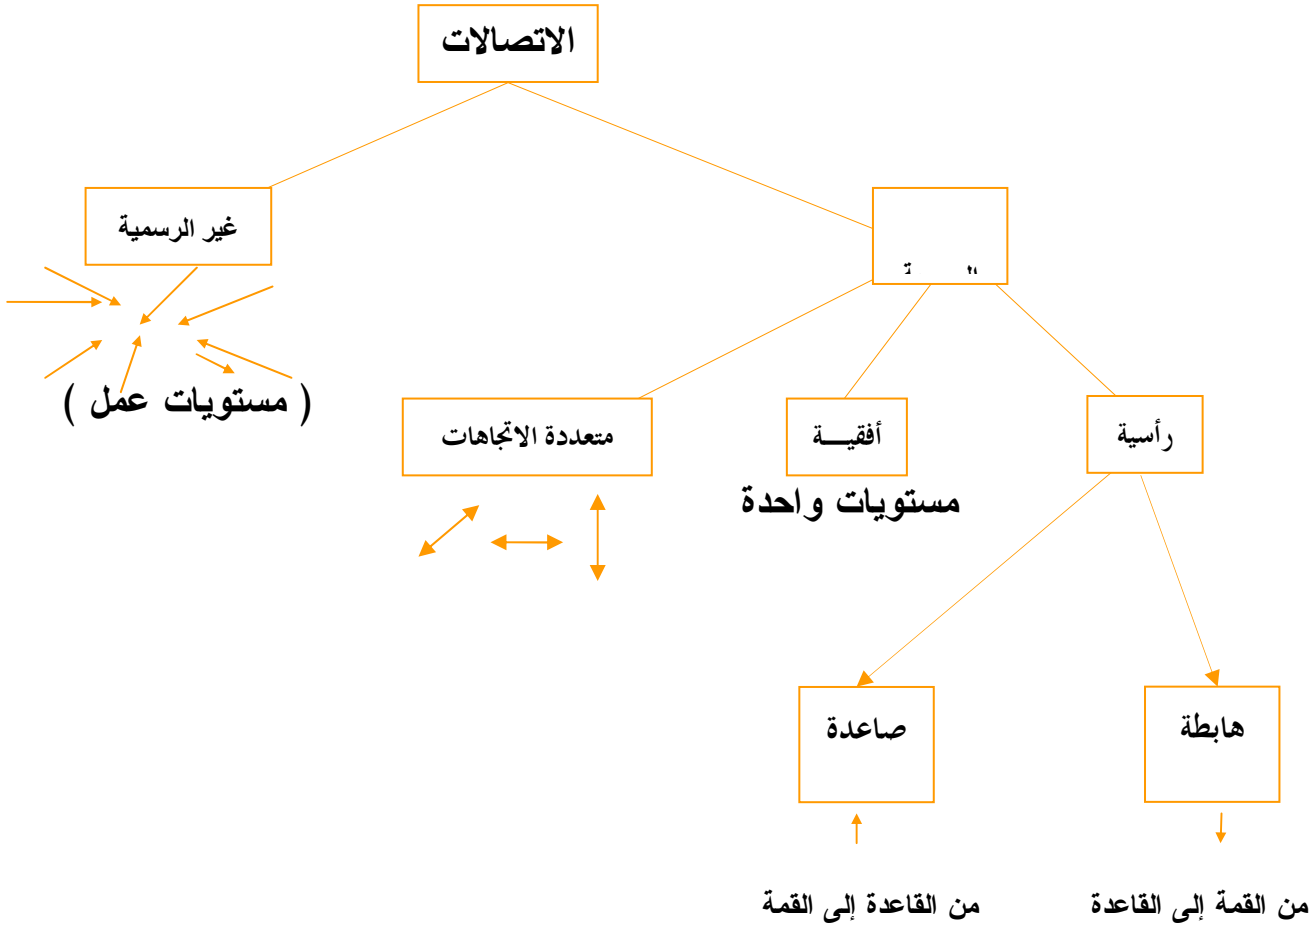 الاتصالات
غير الرسمية
( مستويات عمل )
رأسية
أفقيـــة
متعددة الاتجاهات
مستويات واحدة
هابطة
صاعدة
من القمة إلى القاعدة
من القاعدة إلى القمة